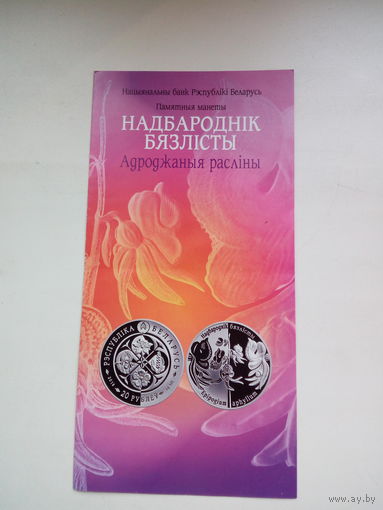 Нацыянальны банк Рэспублікі Беларусь
Памятныя манеты
НАДБАРОДНІК
БЯЗЛІСТЫ
Адроджаныя расліны
РЭСПУБЛІКА БЕЛАРУСЬ
20 РУБЛЁЎ
Надбароднік бязлісты
Epipogium aphyllum
www.ay.by